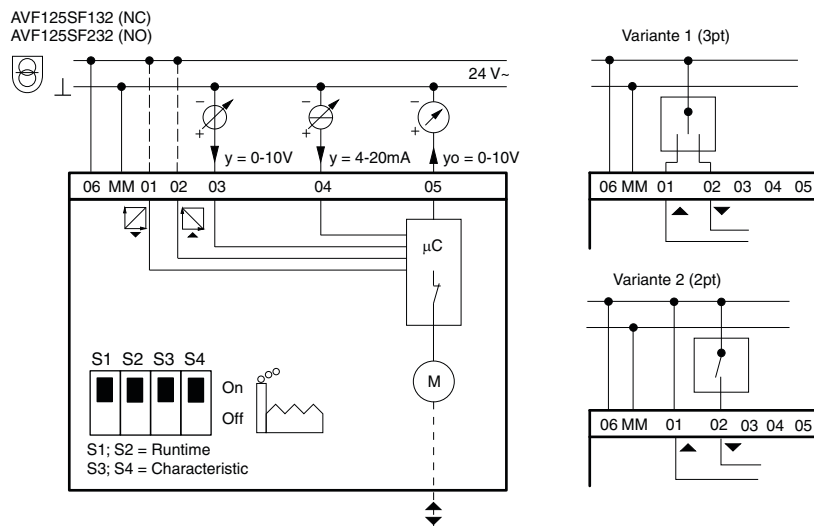 AVF125SF132 (NC)
AVF125SF232 (NO)
24 V~
− − −
+ + +
y = 0-10V y = 4-20mA yo = 0-10V
06 MM 01 02 03 04 05
µC
M
S1 S2 S3 S4
On
Off
S1; S2 = Runtime
S3; S4 = Characteristic
Variante 1 (3pt)
06 MM 01 02 03 04 05
Variante 2 (2pt)
06 MM 01 02 03 04 05